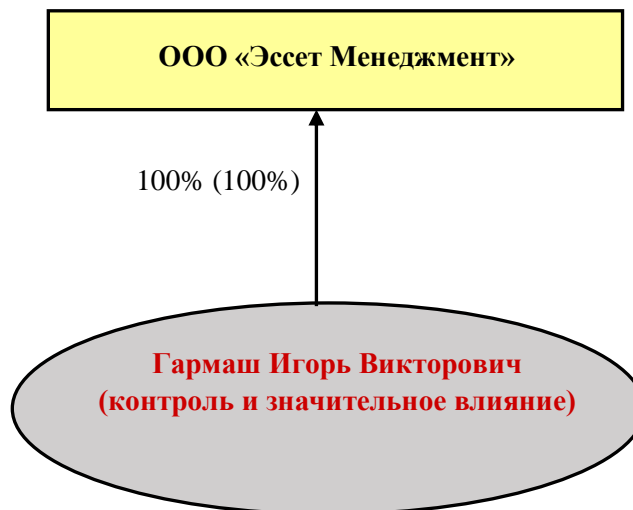 ООО «Эссет Менеджмент»
100% (100%)
Гармаш Игорь Викторович
(контроль и значительное влияние)